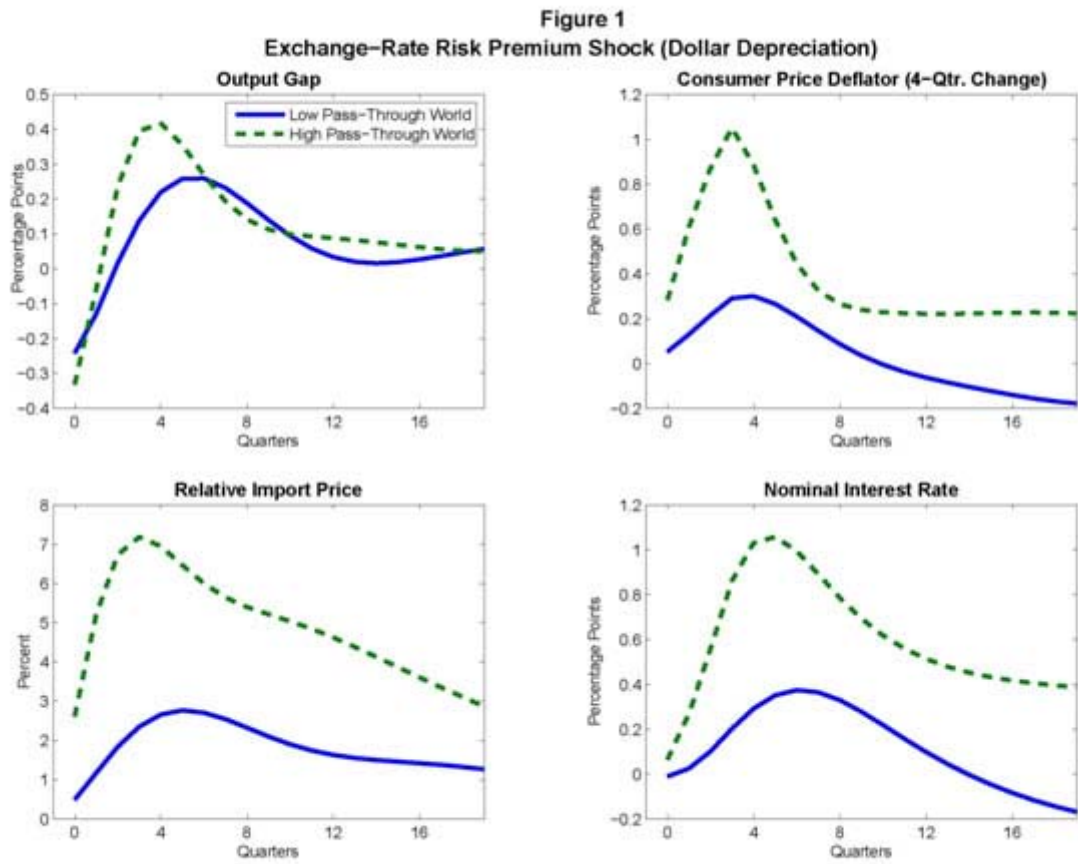 Figure 1
Exchange-Rate Risk Premium Shock (Dollar Depreciation)
Output Gap
0.5
0.4
0.3
0.2
0.1
0
-0.1
-0.2
-0.3
-0.4
Percentage Points
Low Pass-Through World
High Pass-Through World
0 4 8 12 16
Quarters
Consumer Price Deflator (4-Qtr. Change)
1.2
1
0.8
0.6
0.4
0.2
0
-0.2
Percentage Points
0 4 8 12 16
Quarters
Relative Import Price
8
7
6
5
4
3
2
1
0
Percent
0 4 8 12 16
Quarters
Nominal Interest Rate
1.2
1
0.8
0.6
0.4
0.2
0
-0.2
Percentage Points
0 4 8 12 16
Quarters